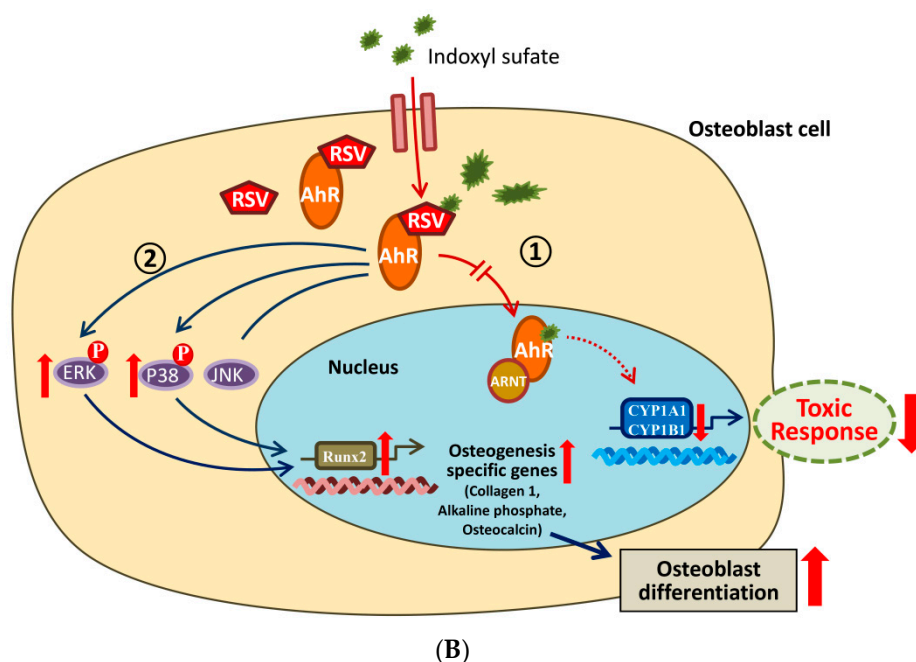 Indoxyl sufate
Osteoblast cell
RSV
RSV
AhR
RSV
AhR
①
②
P
ERK
P
P38
JNK
Nucleus
AhR
ARNT
CYP1A1
CYP1B1
Toxic
Response
Runx2
Osteogenesis
specific genes
(Collagen 1,
Alkaline phosphate,
Osteocalcin)
Osteoblast
differentiation
(B)